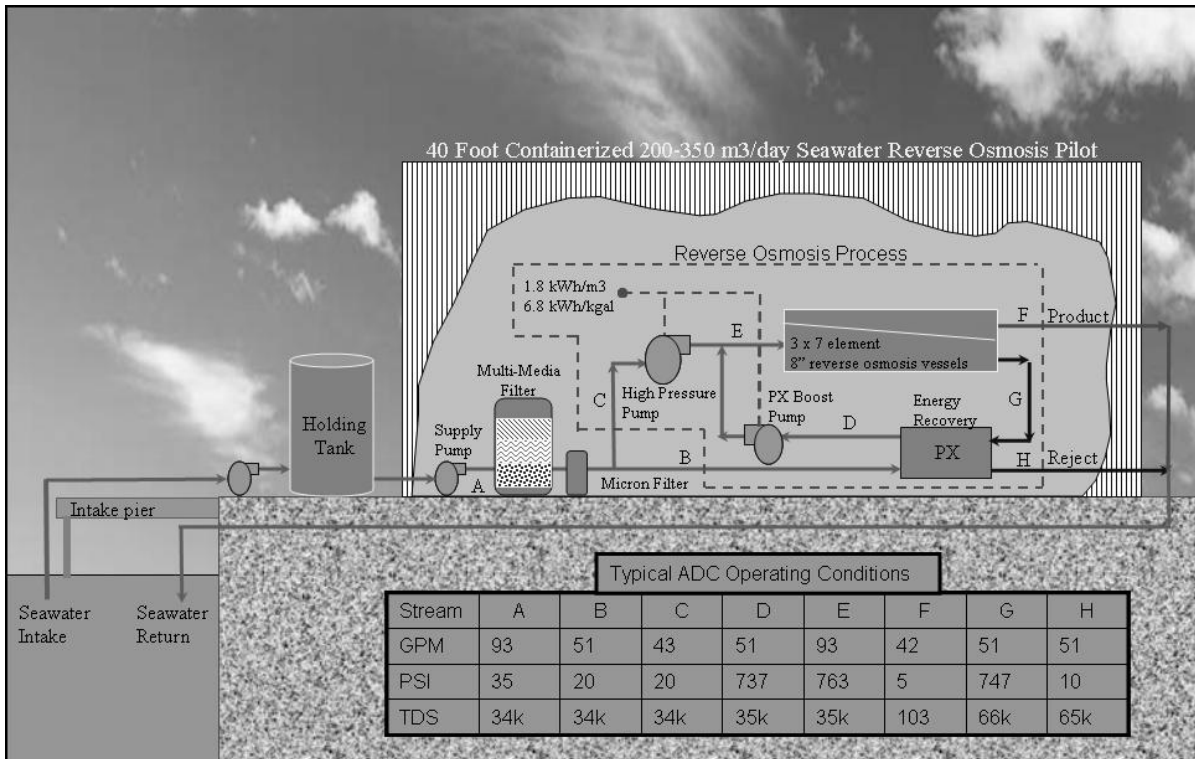 40 Foot Containerized 200-350 m3/day Seawater Reverse Osmosis Pilot
Reverse Osmosis Process
1.8 kWh/m3
6.8 kWh/kgal
E
F
Product
3 x 7 element
8" reverse osmosis vessels
Multi-Media
Filter
C
High Pressure
Pump
PX Boost
Pump
D
Energy
Recovery
G
Holding
Tank
Supply
Pump
A
B
PX
H
Reject
Micron Filter
Intake pier
Seawater
Intake
Seawater
Return
Typical ADC Operating Conditions
Stream A B C D E F G H
GPM 93 51 43 51 93 42 51 51
PSI 35 20 20 737 763 5 747 10
TDS 34k 34k 34k 35k 35k 103 66k 65k